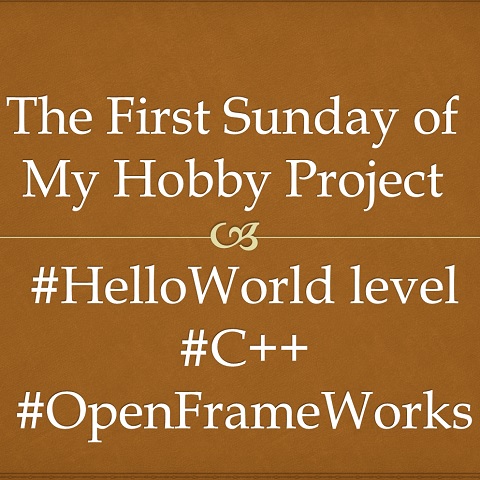 The First Sunday of
My Hobby Project
#HelloWorld level
#C++
#OpenFrameWorks